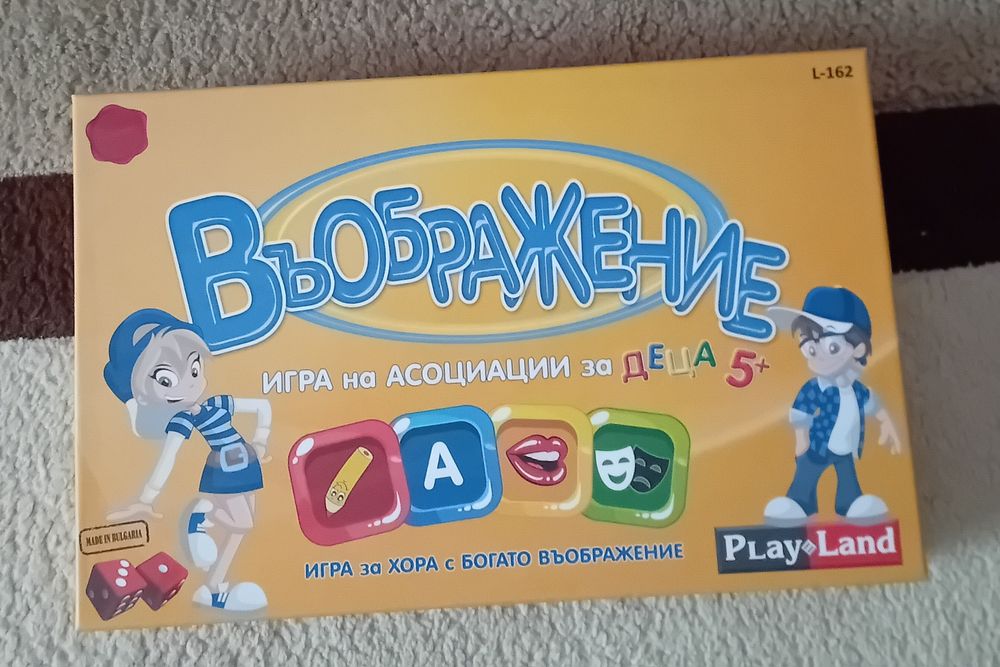 L-162
ВъОБРАЖЕНИЕ
ИГРА на АСОЦИАЦИИ за ДЕЦА 5+
А
ИГРА за ХОРА с БОГАТО ВЪОБРАЖЕНИЕ
MADE IN BULGARIA
PLAY LAND